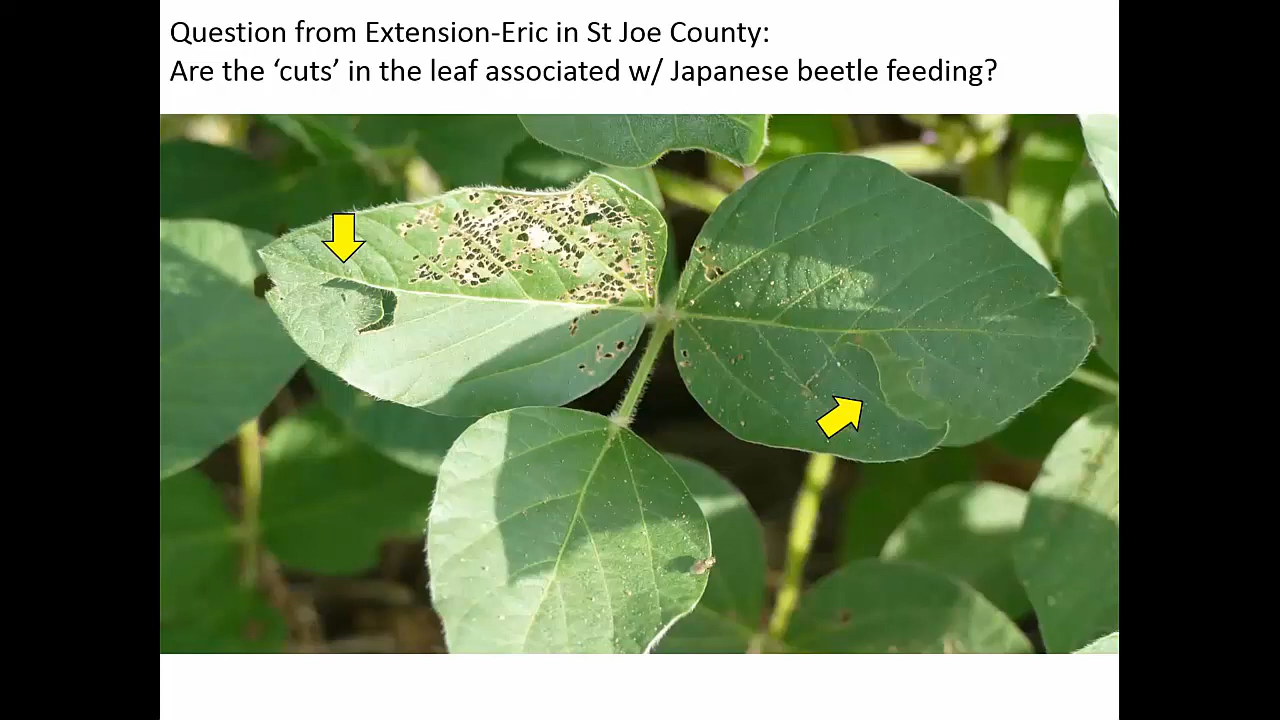 Question from Extension-Eric in St Joe County:
Are the ‘cuts’ in the leaf associated w/ Japanese beetle feeding?